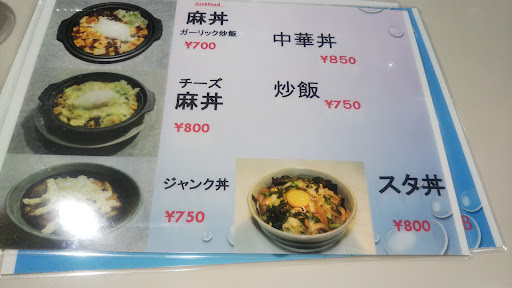 Junkfood
麻丼
ガーリック炒飯
¥700
中華丼
¥850
チーズ
麻丼
¥800
炒飯
¥750
ジャンク丼
¥750
スタ丼
¥800